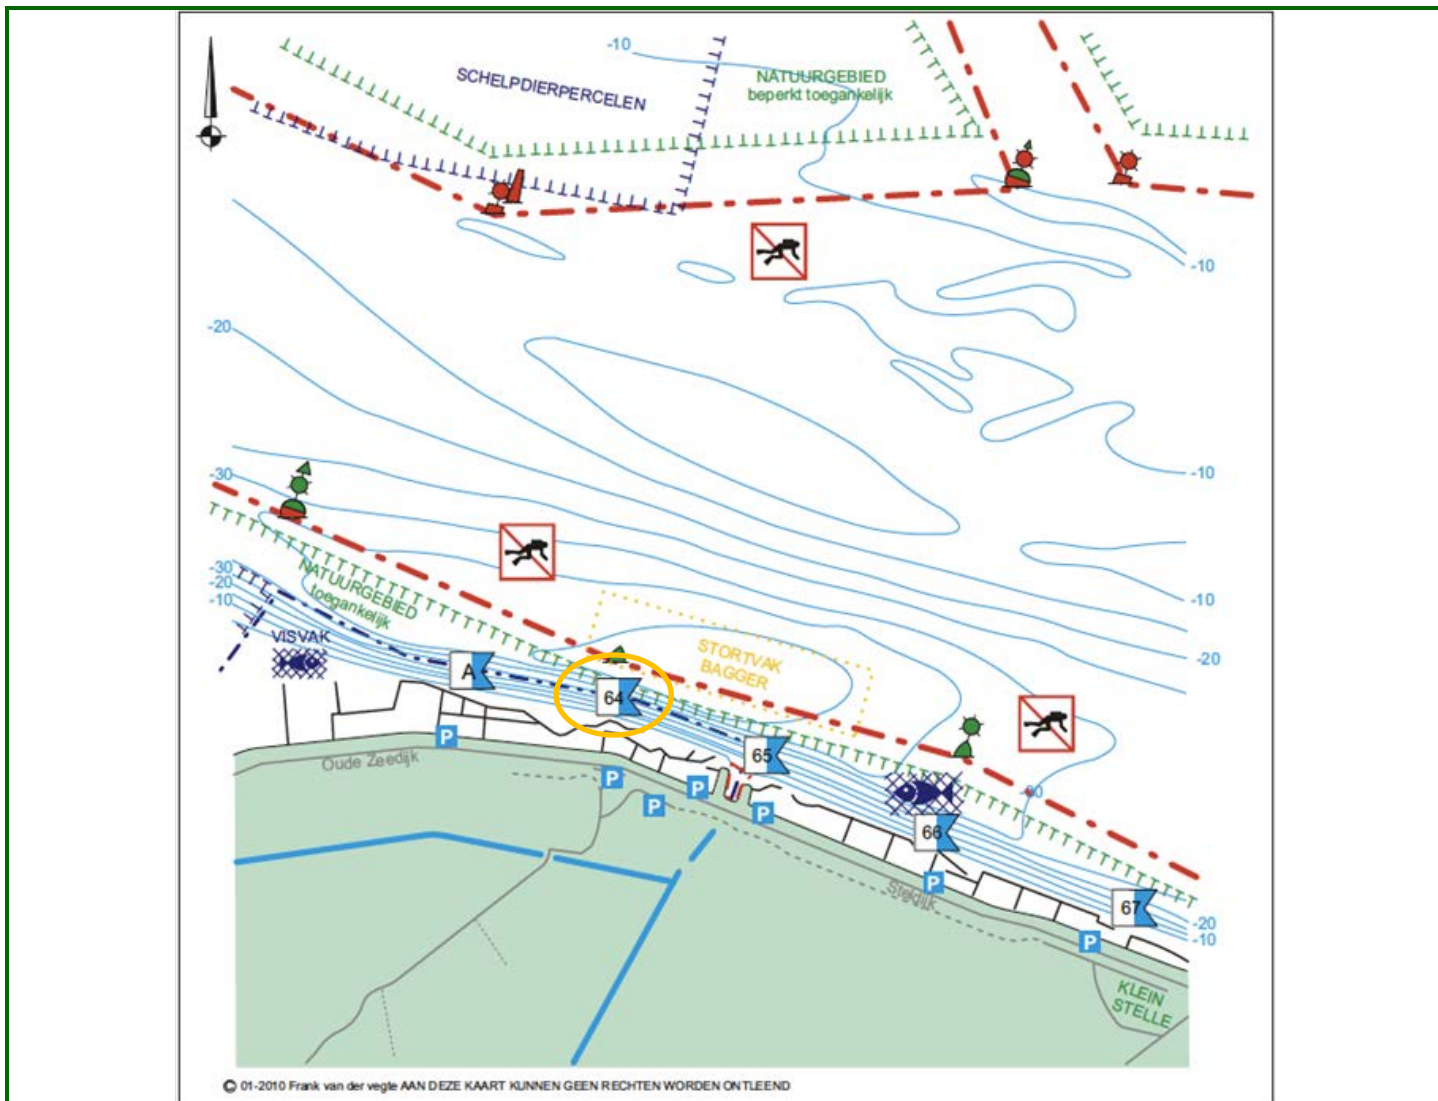 -10
SCHELPDIERPERCELEN
NATUURGEBIED
beperkt toegankelijk
-10
-20
-10
-30
-30
-20
-10
NATUURGEBIED
toegankelijk
VISVAK
-10
-20
STORTVAK
BAGGER
A
64
65
P
Oude Zeedijk
P
P
P
P
66
P
Steldijk
67
-20
-10
P
KLEIN
STELLE
© 01-2010 Frank van der vegte AAN DEZE KAART KUNNEN GEEN RECHTEN WORDEN ONTLEEND